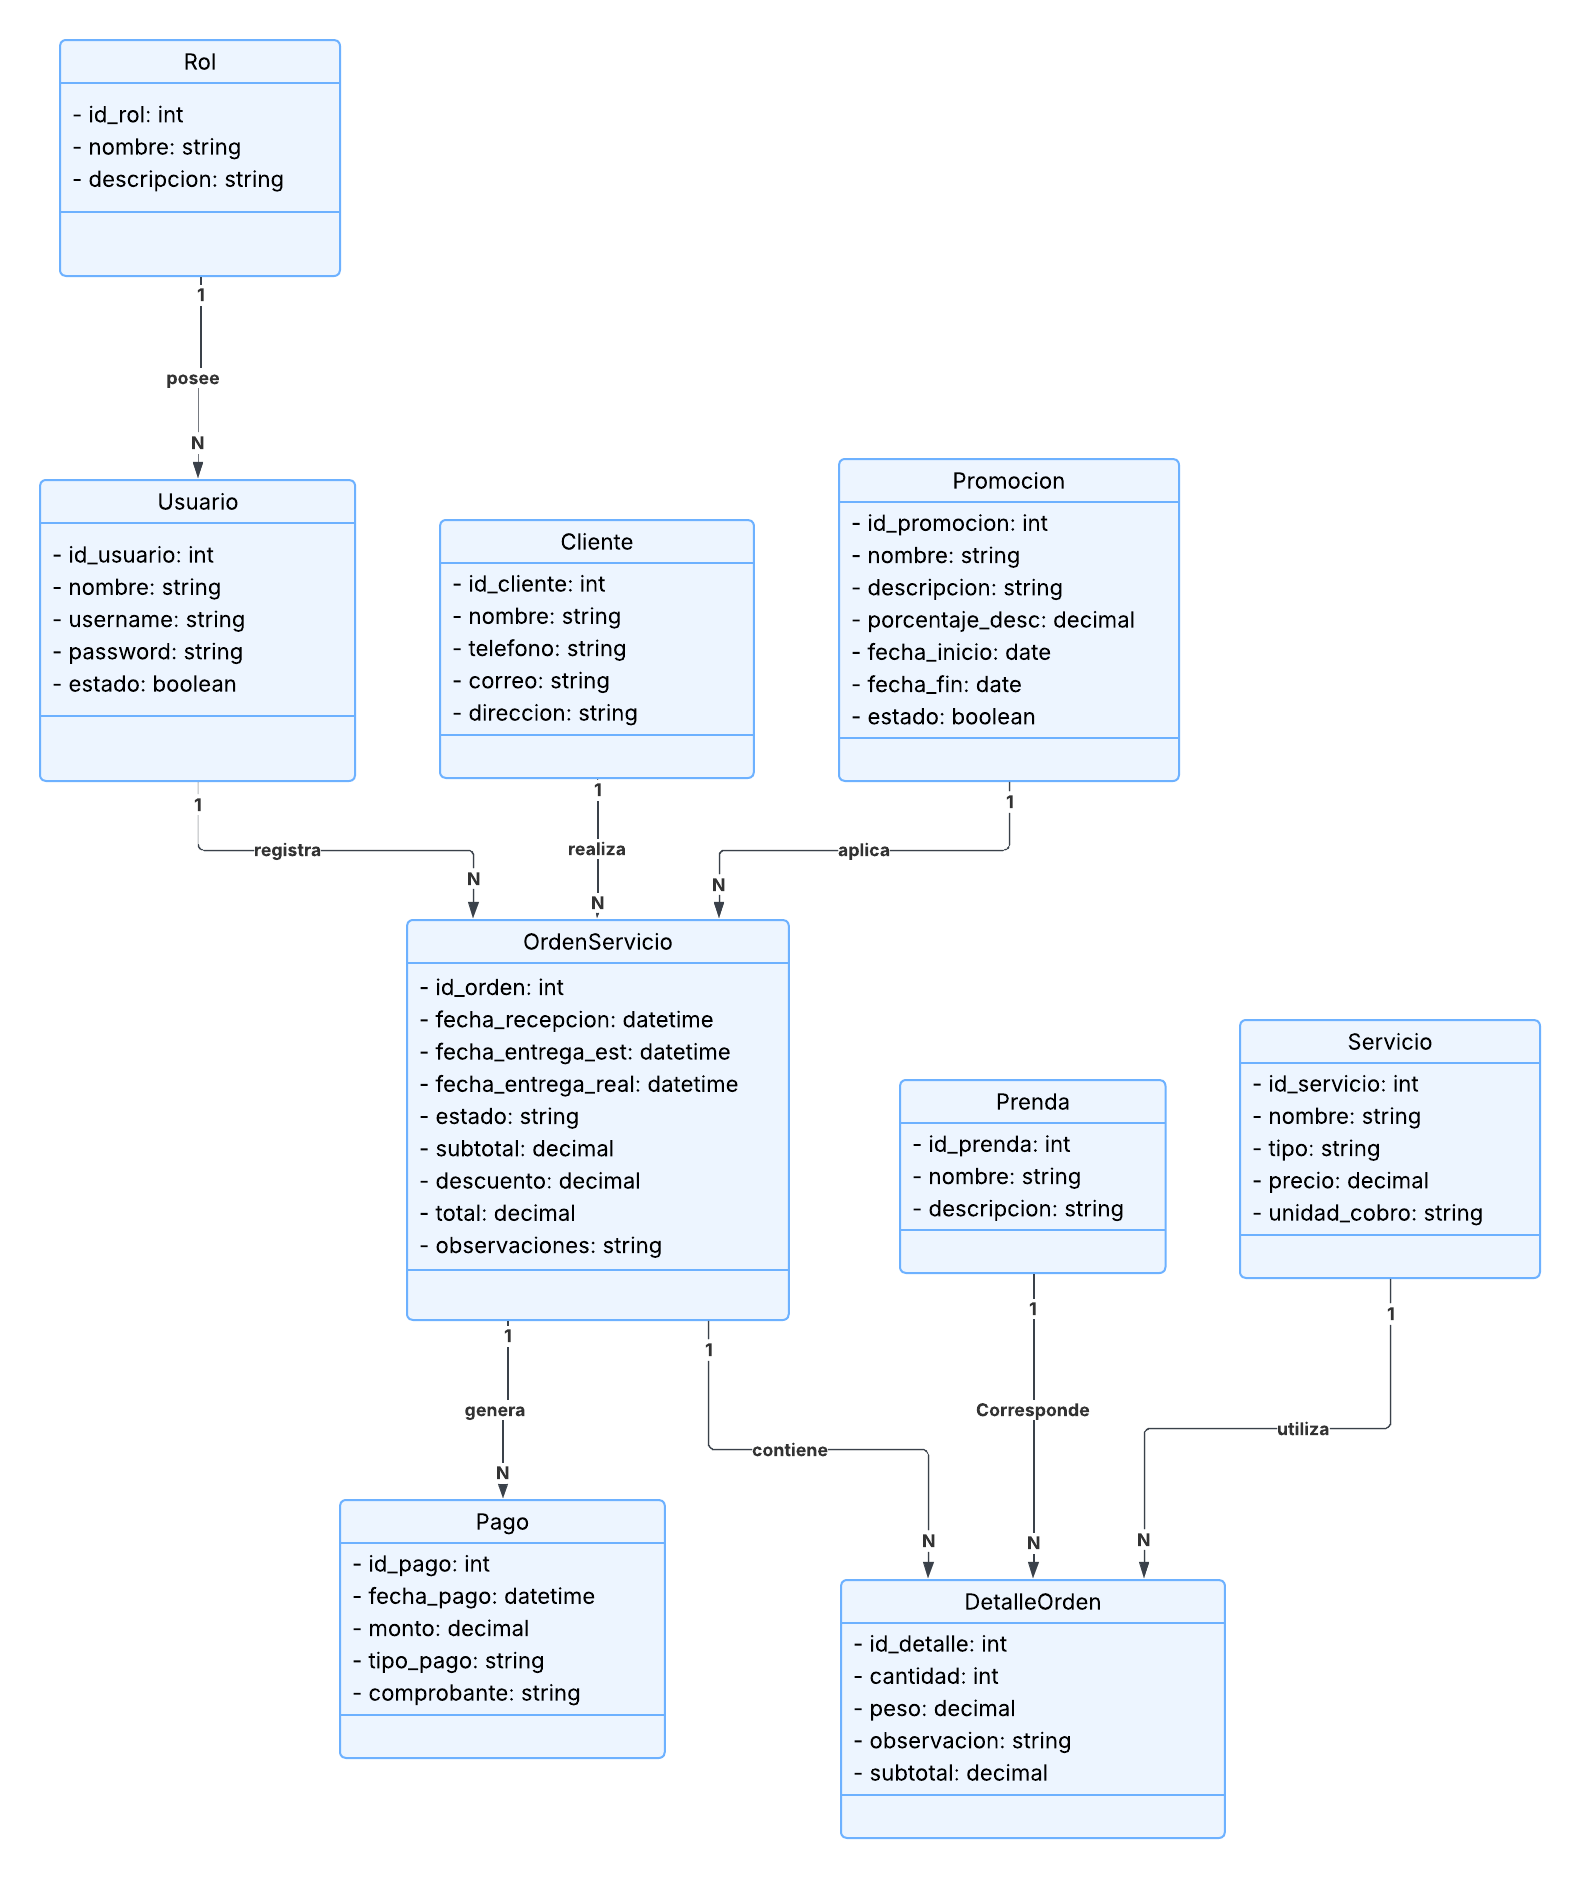 Rol
- id_rol: int
- nombre: string
- descripcion: string
1
posee
N
Usuario
- id_usuario: int
- nombre: string
- username: string
- password: string
- estado: boolean
Cliente
- id_cliente: int
- nombre: string
- telefono: string
- correo: string
- direccion: string
Promocion
- id_promocion: int
- nombre: string
- descripcion: string
- porcentaje_desc: decimal
- fecha_inicio: date
- fecha_fin: date
- estado: boolean
1
registra
N
1
realiza
N
1
aplica
N
OrdenServicio
- id_orden: int
- fecha_recepcion: datetime
- fecha_entrega_est: datetime
- fecha_entrega_real: datetime
- estado: string
- subtotal: decimal
- descuento: decimal
- total: decimal
- observaciones: string
Prenda
- id_prenda: int
- nombre: string
- descripcion: string
Servicio
- id_servicio: int
- nombre: string
- tipo: string
- precio: decimal
- unidad_cobro: string
1
genera
N
1
contiene
N
1
Corresponde
N
1
utiliza
N
Pago
- id_pago: int
- fecha_pago: datetime
- monto: decimal
- tipo_pago: string
- comprobante: string
DetalleOrden
- id_detalle: int
- cantidad: int
- peso: decimal
- observacion: string
- subtotal: decimal